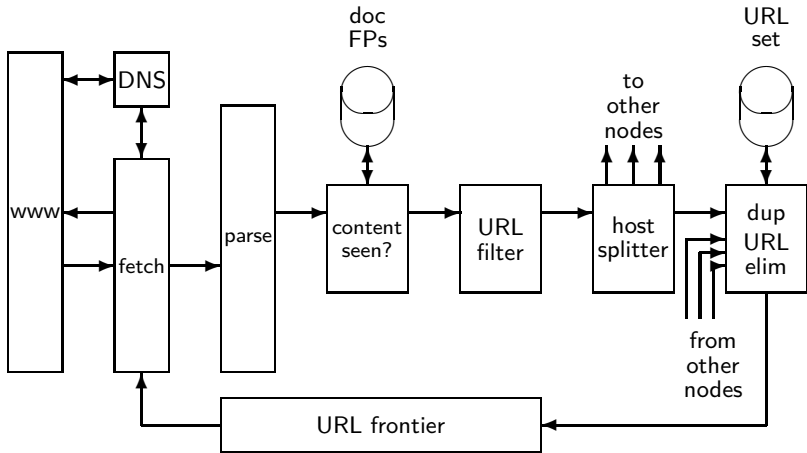 doc
FPs
URL
set
DNS
to
other
nodes
www
fetch
parse
content
seen?
URL
filter
host
splitter
dup
URL
elim
from
other
nodes
URL frontier